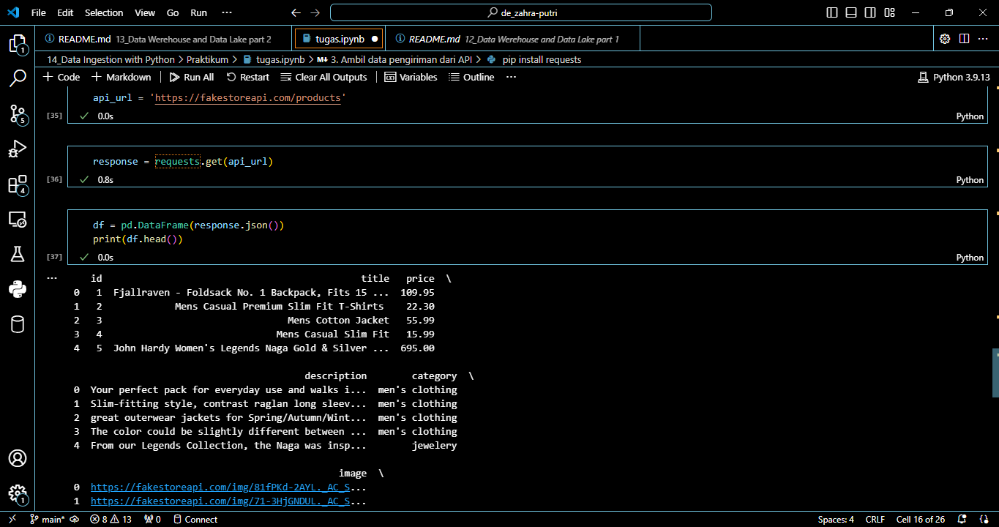 File Edit Selection View Go Run ··· de_zahra-putri
README.md 13_Data Werehouse and Data Lake part 2 tugas.ipynb README.md 12_Data Werehouse and Data Lake part 1
14_Data Ingestion with Python > Praktikum > tugas.ipynb > M↓ 3. Ambil data pengiriman dari API > pip install requests
+ Code + Markdown Run All Restart Clear All Outputs Variables Outline ··· Python 3.9.13
api_url = 'https://fakestoreapi.com/products'
[35] 0.0s Python
response = requests.get(api_url)
[36] 0.8s Python
df = pd.DataFrame(response.json())
print(df.head())
[37] 0.0s Python
... id title price \
0 1 Fjallraven - Foldsack No. 1 Backpack, Fits 15 ... 109.95
1 2 Mens Casual Premium Slim Fit T-Shirts 22.30
2 3 Mens Cotton Jacket 55.99
3 4 Mens Casual Slim Fit 15.99
4 5 John Hardy Women's Legends Naga Gold & Silver ... 695.00
description category \
0 Your perfect pack for everyday use and walks i... men's clothing
1 Slim-fitting style, contrast raglan long sleev... men's clothing
2 great outerwear jackets for Spring/Autumn/Wint... men's clothing
3 The color could be slightly different between ... men's clothing
4 From our Legends Collection, the Naga was insp... jewelery
image \
0 https://fakestoreapi.com/img/81fPKd-2AYL._AC_S...
1 https://fakestoreapi.com/img/71-3HjGNDUL._AC_S...
1
5
4
1
main* 8 13 0 Connect Spaces: 4 CRLF Cell 16 of 26